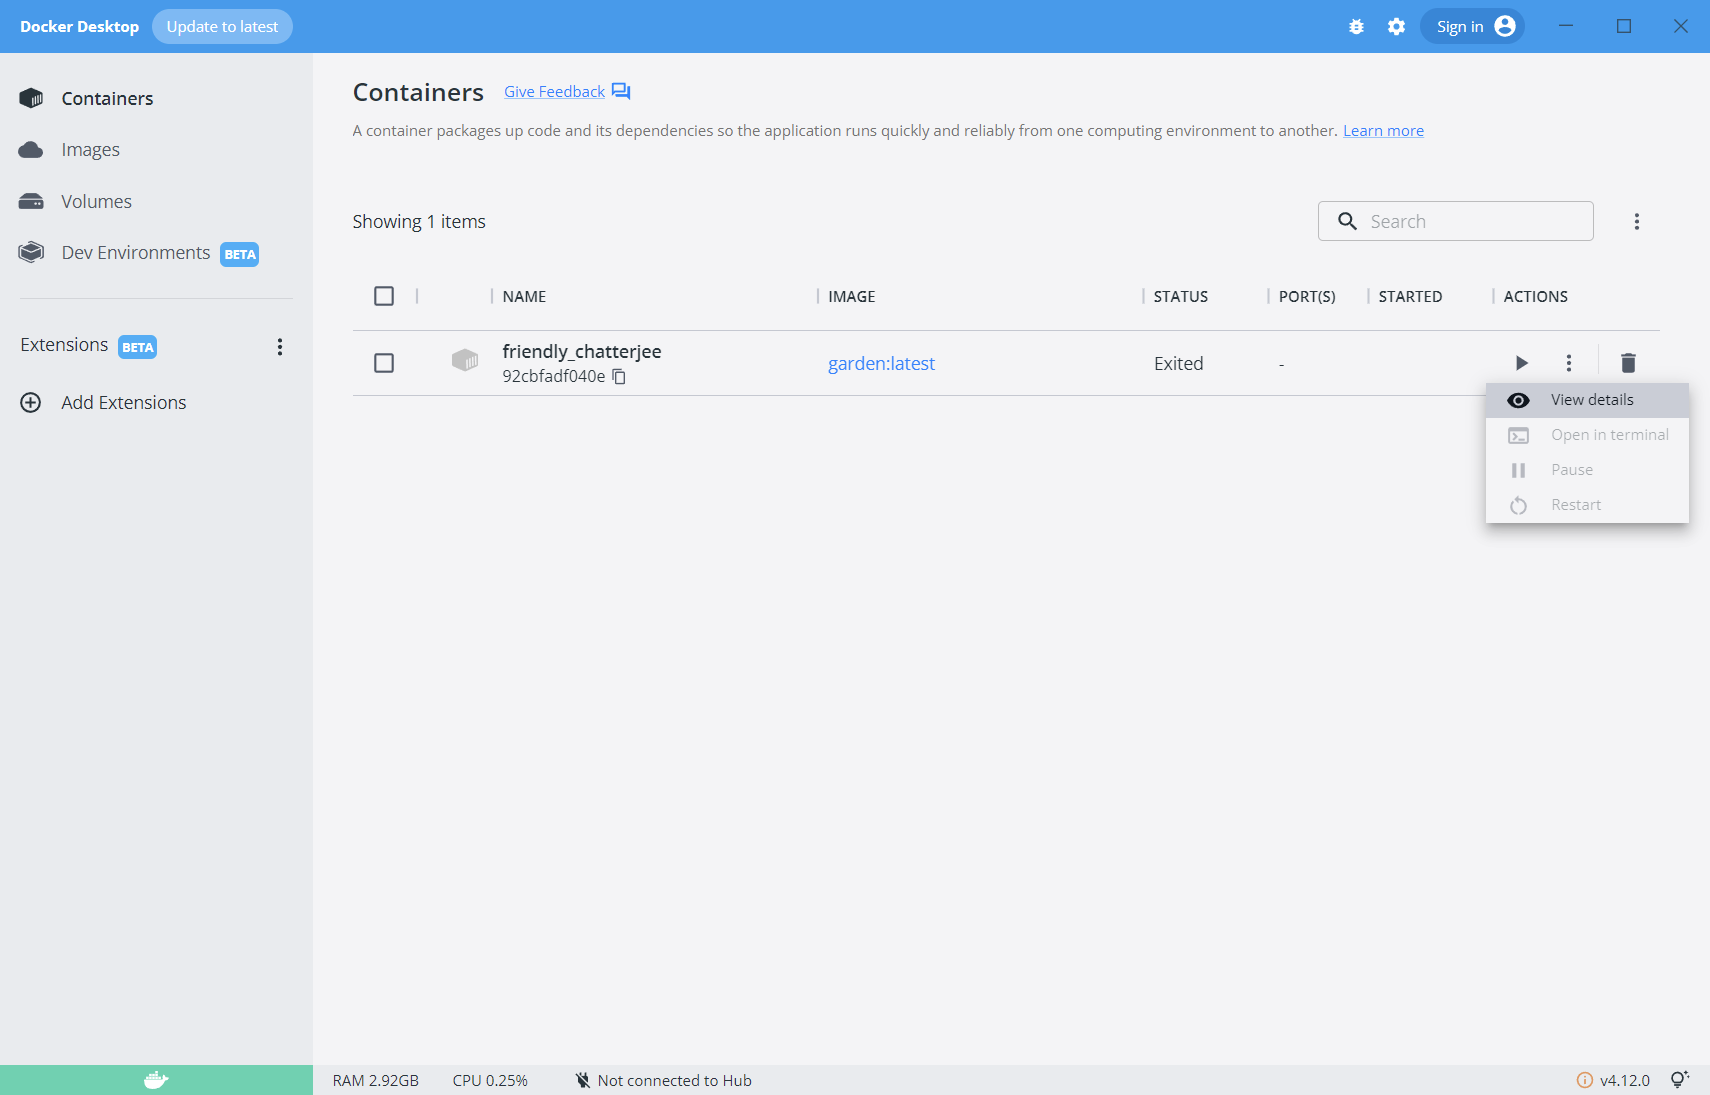 Docker Desktop
Update to latest
Sign in
Containers
Images
Volumes
Dev Environments BETA
Extensions BETA
Add Extensions
Containers Give Feedback
A container packages up code and its dependencies so the application runs quickly and reliably from one computing environment to another. Learn more
Showing 1 items
Search
NAME IMAGE STATUS PORT(S) STARTED ACTIONS
friendly_chatterjee
92cbfadf040e
garden:latest
Exited
-
View details
Open in terminal
Pause
Restart
RAM 2.92GB CPU 0.25% Not connected to Hub
v4.12.0